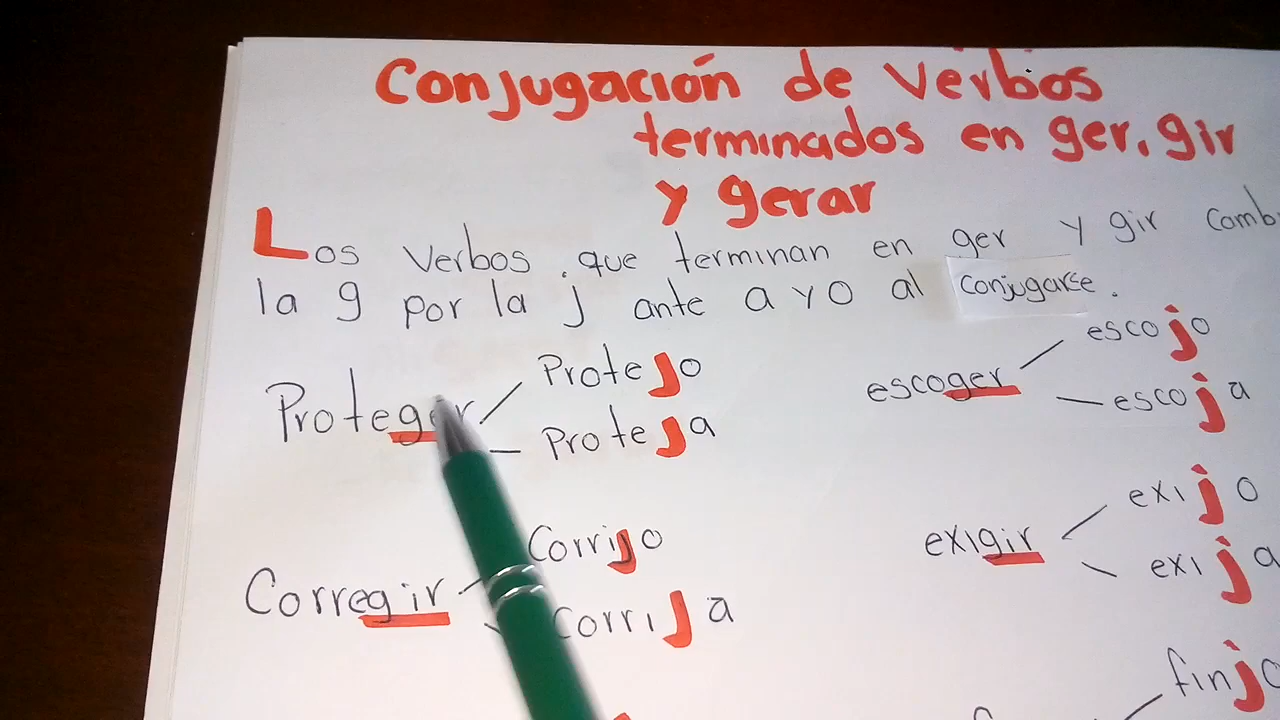 Conjugación de verbos
terminados en ger, gir
y gerar
Los verbos que terminan en ger y gir
la g por la j ante a y o al conjugarse.
Proteger
Protejo
Proteja
escoger
escojo
escoja
Corregir
Corrijo
Corrija
exigir
exijo
exija
finjo